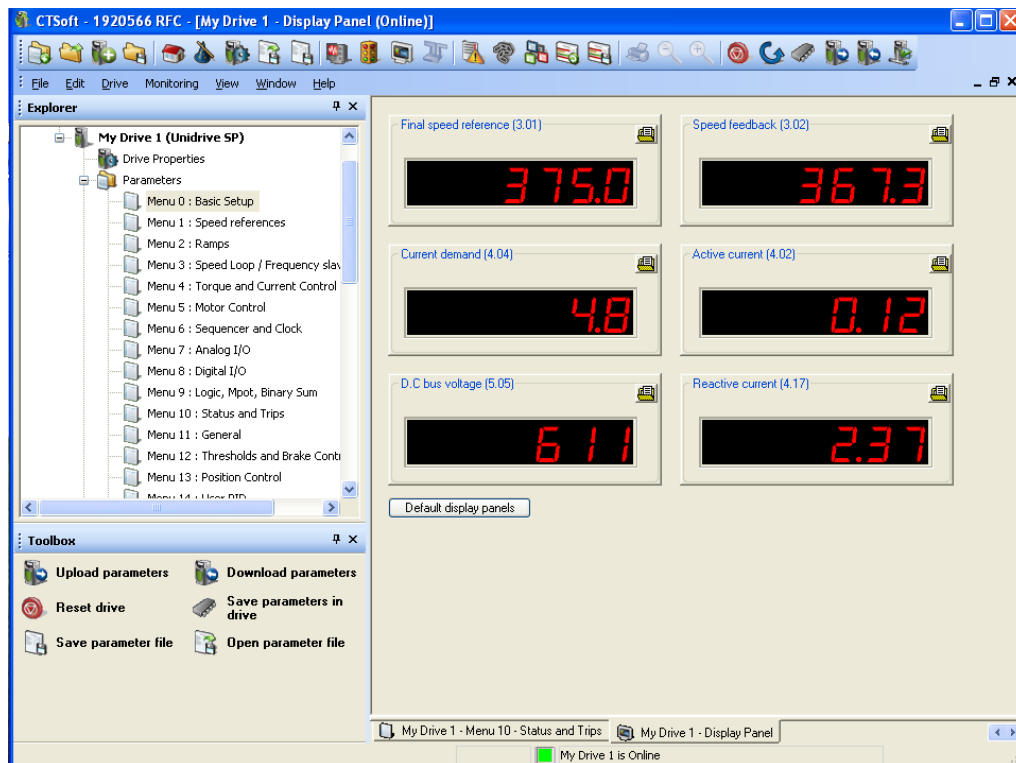 CTSoft - 1920566 RFC - [My Drive 1 - Display Panel (Online)]
File Edit Drive Monitoring View Window Help
Explorer
My Drive 1 (Unidrive SP)
Drive Properties
Parameters
Menu 0 : Basic Setup
Menu 1 : Speed references
Menu 2 : Ramps
Menu 3 : Speed Loop / Frequency slav
Menu 4 : Torque and Current Control
Menu 5 : Motor Control
Menu 6 : Sequencer and Clock
Menu 7 : Analog I/O
Menu 8 : Digital I/O
Menu 9 : Logic, Mpot, Binary Sum
Menu 10 : Status and Trips
Menu 11 : General
Menu 12 : Thresholds and Brake Contr
Menu 13 : Position Control
Menu 14 : User PID
Toolbox
Upload parameters
Download parameters
Reset drive
Save parameters in
drive
Save parameter file
Open parameter file
Final speed reference (3.01)
375.0
Speed feedback (3.02)
367.3
Current demand (4.04)
4.8
Active current (4.02)
0.12
D.C bus voltage (5.05)
611
Reactive current (4.17)
2.37
Default display panels
My Drive 1 - Menu 10 - Status and Trips
My Drive 1 - Display Panel
My Drive 1 is Online